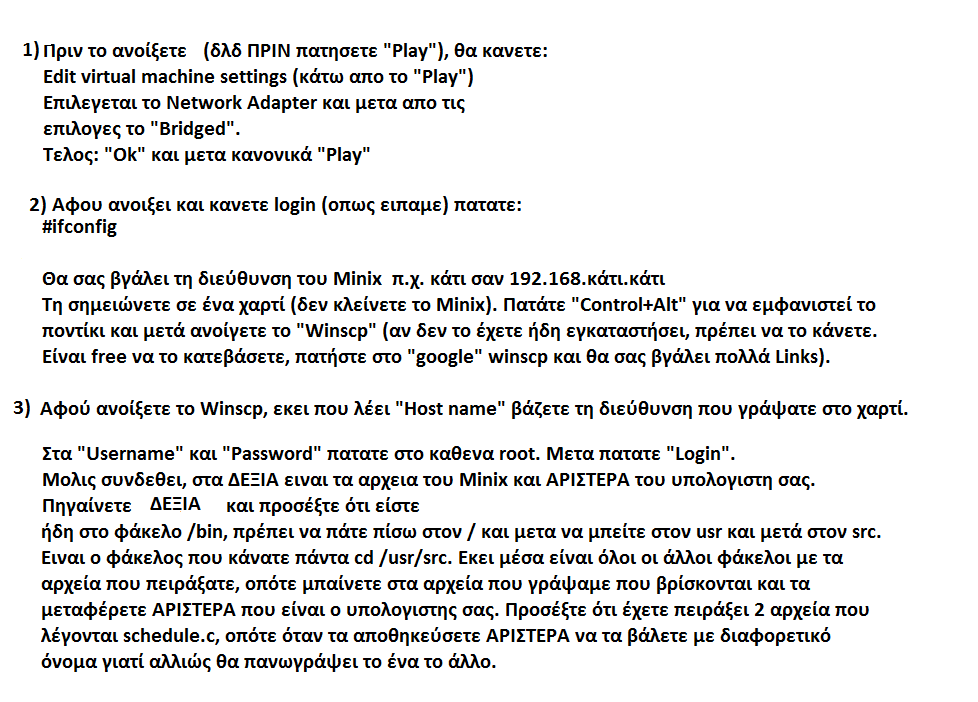 1) Πριν το ανοίξετε (δλδ ΠΡΙΝ πατησετε "Play"), θα κανετε:
Edit virtual machine settings (κάτω απο το "Play")
Επιλεγεται το Network Adapter και μετα απο τις
επιλογες το "Bridged".
Τελος: "Ok" και μετα κανονικά "Play"
2) Αφου ανοιξει και κανετε login (οπως ειπαμε) πατατε:
#ifconfig
Θα σας βγάλει τη διεύθυνση του Minix π.χ. κάτι σαν 192.168.κάτι.κάτι
Τη σημειώνετε σε ένα χαρτί (δεν κλείνετε το Minix). Πατάτε "Control+Alt" για να εμφανιστεί το
ποντίκι και μετά ανοίγετε το "Winscp" (αν δεν το έχετε ήδη εγκαταστήσει, πρέπει να το κάνετε.
Είναι free να το κατεβάσετε, πατήστε στο "google" winscp και θα σας βγάλει πολλά Links).
3) Αφού ανοίξετε το Winscp, εκει που λέει "Host name" βάζετε τη διεύθυνση που γράψατε στο χαρτί.
Στα "Username" και "Password" πατατε στο καθενα root. Μετα πατατε "Login".
Μολις συνδεθει, στα ΔΕΞΙΑ ειναι τα αρχεια του Minix και ΑΡΙΣΤΕΡΑ του υπολογιστη σας.
Πηγαίνετε ΔΕΞΙΑ και προσέξτε ότι είστε
ήδη στο φάκελο /bin, πρέπει να πάτε πίσω στον / και μετα να μπείτε στον usr και μετά στον src.
Ειναι ο φάκελος που κάνατε πάντα cd /usr/src. Εκει μέσα είναι όλοι οι άλλοι φάκελοι με τα
αρχεία που πειράξατε, οπότε μπαίνετε στα αρχεία που γράψαμε που βρίσκονται και τα
μεταφέρετε ΑΡΙΣΤΕΡΑ που είναι ο υπολογιστης σας. Προσέξτε ότι έχετε πειράξει 2 αρχεία που
λέγονται schedule.c, οπότε όταν τα αποθηκεύσετε ΑΡΙΣΤΕΡΑ να τα βάλετε με διαφορετικό
όνομα γιατί αλλιώς θα πανωγράψει το ένα το άλλο.